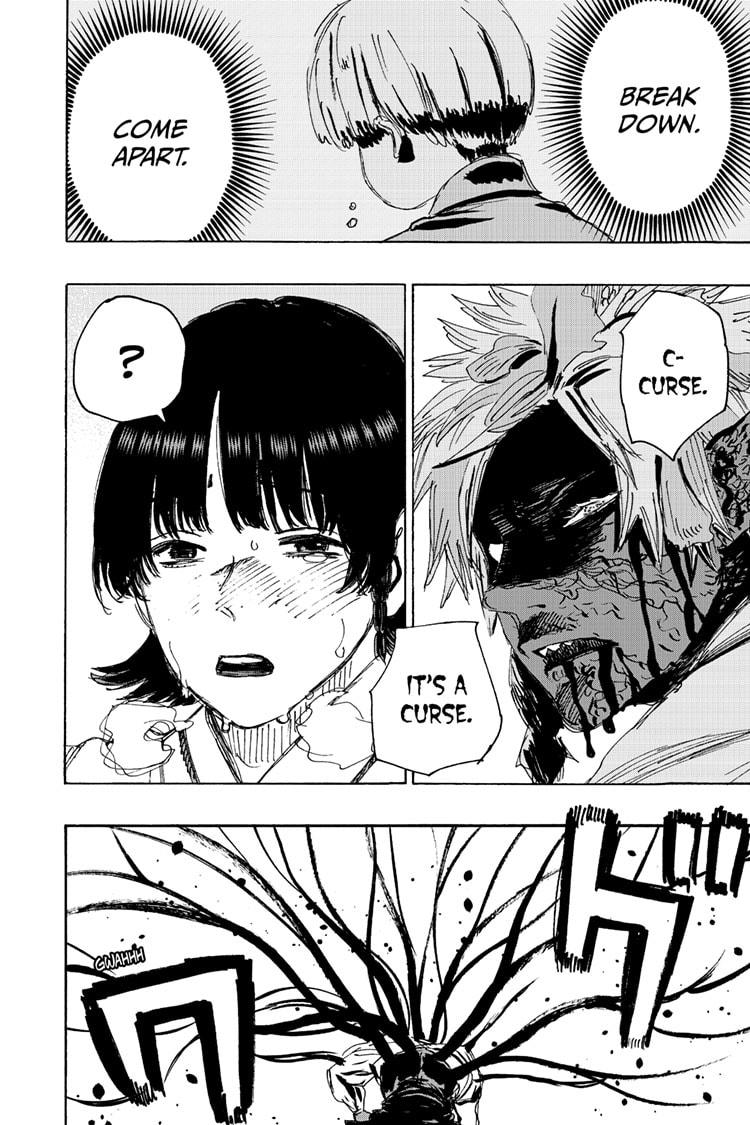 BREAK
DOWN.
COME
APART.
C-
CURSE.
IT'S A
CURSE.
?
GWAHHH